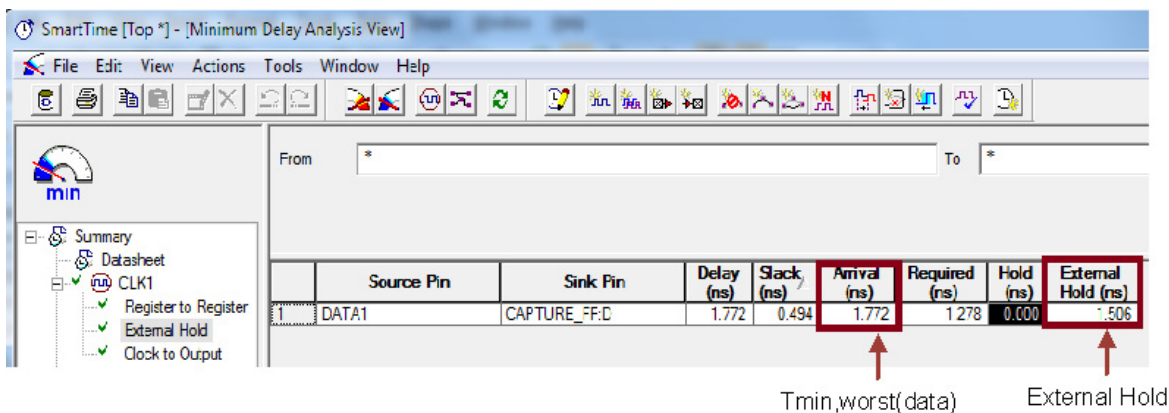 SmartTime [Top *] - [Minimum Delay Analysis View]
File Edit View Actions Tools Window Help
min
From * To *
Summary
Datasheet
CLK1
Register to Register
External Hold
Clock to Output
Source Pin Sink Pin Delay (ns) Slack (ns) Arrival (ns) Required (ns) Hold (ns) External Hold (ns)
1 DATA1 CAPTURE_FF:D 1.772 0.494 1.772 1.278 0.000 1.506
Tmin,worst(data) External Hold